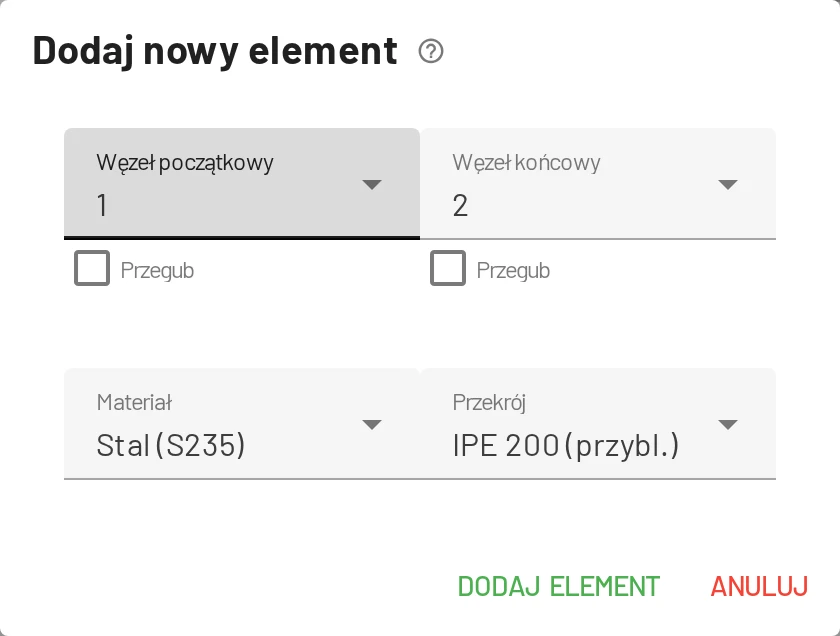 Dodaj nowy element
Węzeł początkowy
1
Węzeł końcowy
2
Przegub
Przegub
Materiał
Stal (S235)
Przekrój
IPE 200 (przybl.)
DODAJ ELEMENT
ANULUJ